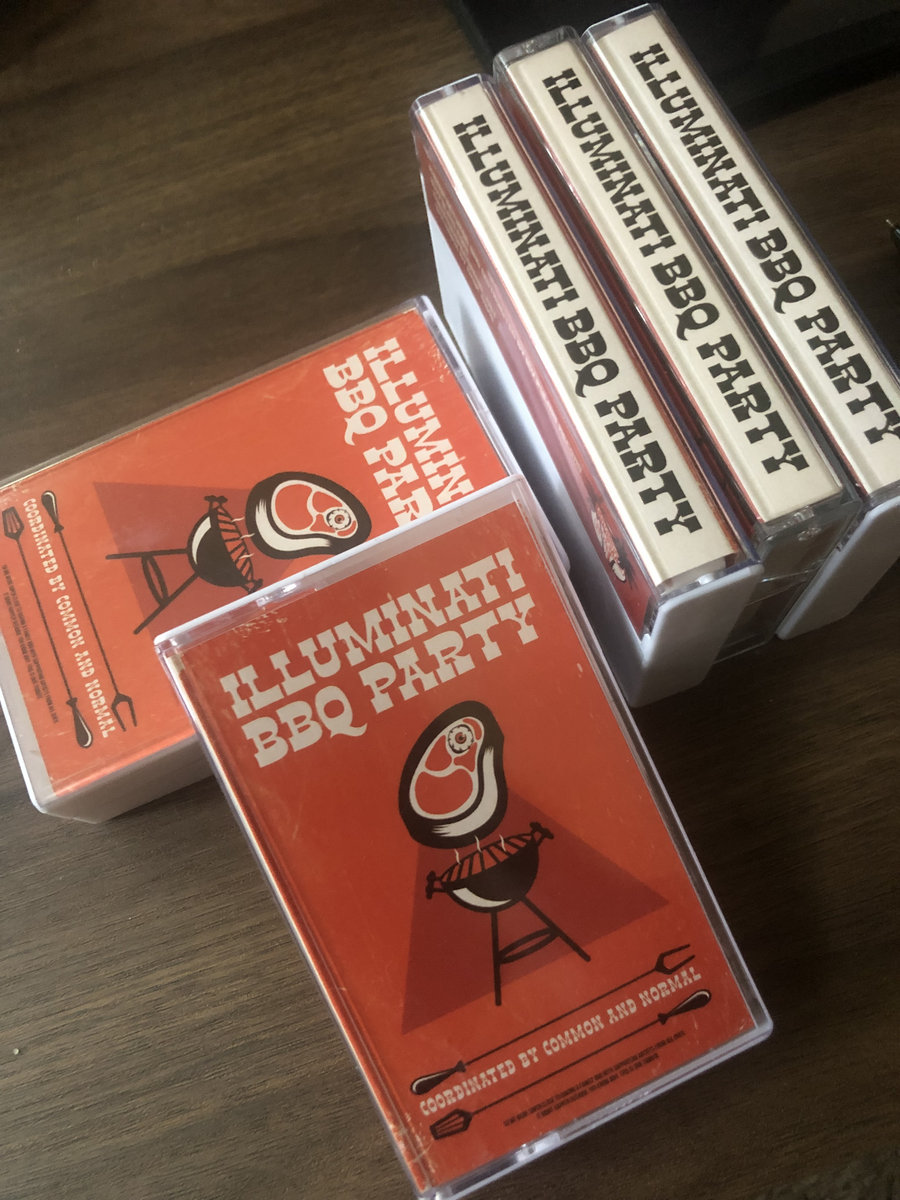 ILLUMINATI BBQ PARTY
ILLUMINATI BBQ PARTY
ILLUMINATI BBQ PARTY
ILLUMIN
BBQ PAR
COORDINATED BY COMMON AND NORMAL
ILLUMINATI
BBQ PARTY
COORDINATED BY COMMON AND NORMAL